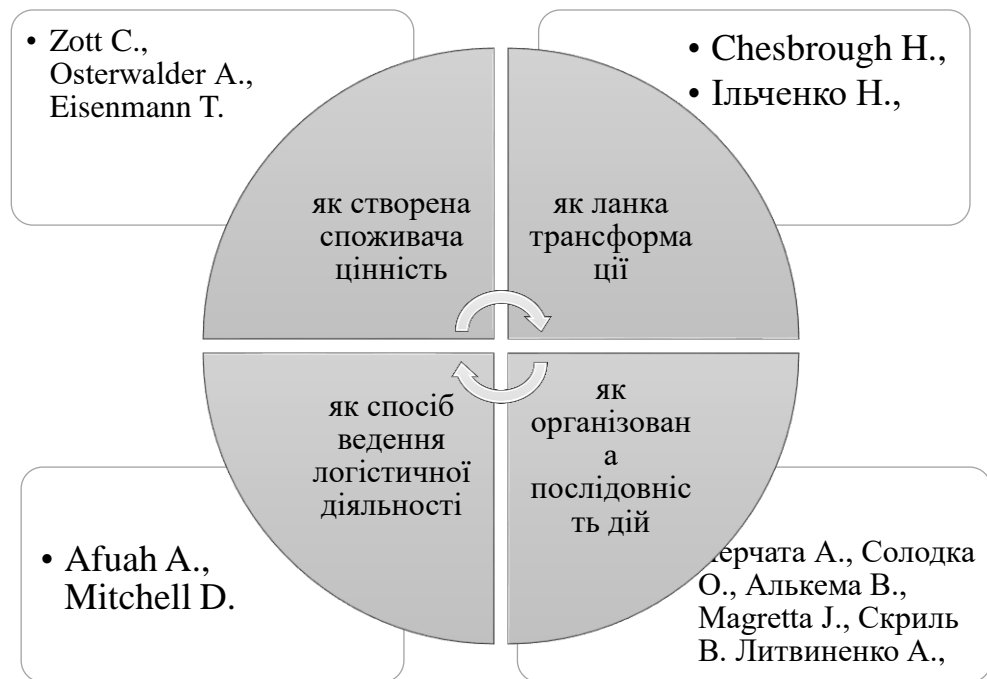 • Zott C.,
Osterwalder A.,
Eisenmann T.
• Chesbrough H.,
• Ільченко Н.,
як створена
споживача
цінність
як ланка
трансформа
ції
як спосіб
ведення
логістичної
діяльності
як
організован
а
послідовніс
ть дій
• Afuah A.,
Mitchell D.
А., Солодка
О., Алькема В.,
Magretta J., Скриль
В. Литвиненко А.,